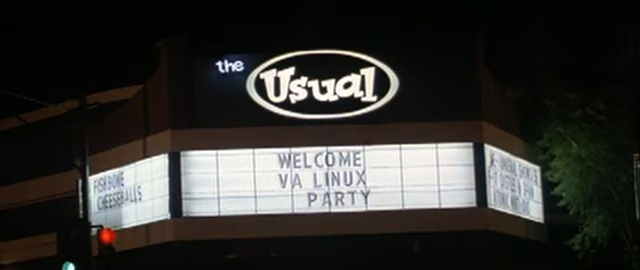 the
Usual
FISHBONE
CHEESEBALLS
WELCOME
VA LINUX
PARTY